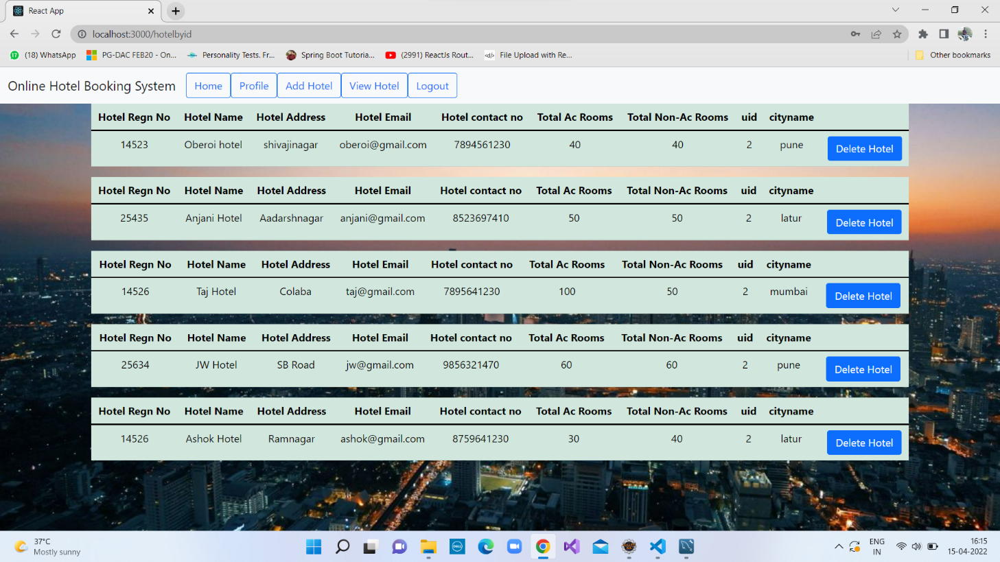 React App
localhost:3000/hotelbyid
(18) WhatsApp PG-DAC FEB20 - On... Personality Tests. Fr... Spring Boot Tutoria... (2991) ReactJs Rout... </> File Upload with Re... Other bookmarks
Online Hotel Booking System Home Profile Add Hotel View Hotel Logout
Hotel Regn No Hotel Name Hotel Address Hotel Email Hotel contact no Total Ac Rooms Total Non-Ac Rooms uid cityname
14523 Oberoi hotel shivajinagar oberoi@gmail.com 7894561230 40 40 2 pune Delete Hotel
Hotel Regn No Hotel Name Hotel Address Hotel Email Hotel contact no Total Ac Rooms Total Non-Ac Rooms uid cityname
25435 Anjani Hotel Aadarshnagar anjani@gmail.com 8523697410 50 50 2 latur Delete Hotel
Hotel Regn No Hotel Name Hotel Address Hotel Email Hotel contact no Total Ac Rooms Total Non-Ac Rooms uid cityname
14526 Taj Hotel Colaba taj@gmail.com 7895641230 100 50 2 mumbai Delete Hotel
Hotel Regn No Hotel Name Hotel Address Hotel Email Hotel contact no Total Ac Rooms Total Non-Ac Rooms uid cityname
25634 JW Hotel SB Road jw@gmail.com 9856321470 60 60 2 pune Delete Hotel
Hotel Regn No Hotel Name Hotel Address Hotel Email Hotel contact no Total Ac Rooms Total Non-Ac Rooms uid cityname
14526 Ashok Hotel Ramnagar ashok@gmail.com 8759641230 30 40 2 latur Delete Hotel
37°C ENG 16:15
Mostly sunny IN 15-04-2022